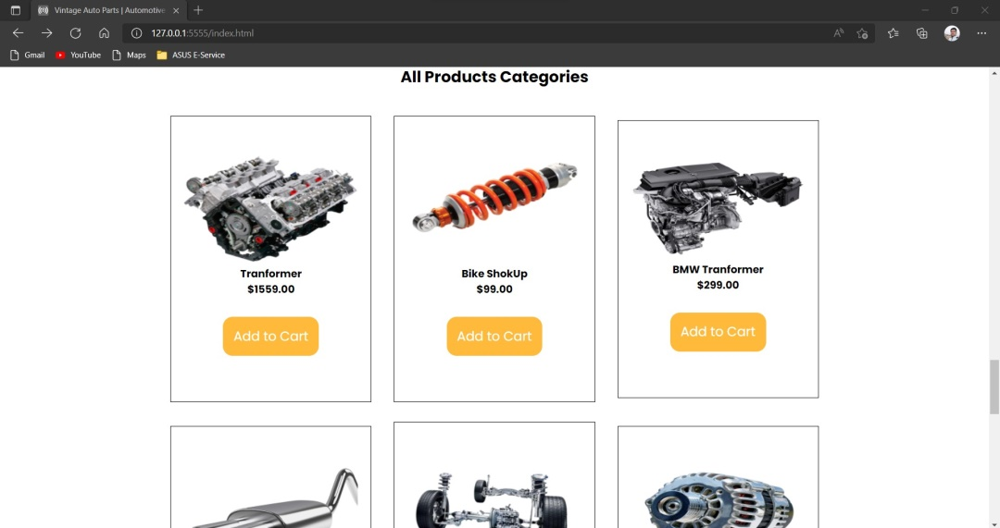 Vintage Auto Parts | Automotive
127.0.0.1:5555/index.html
Gmail
YouTube
Maps
ASUS E-Service
All Products Categories
Tranformer
$1559.00
Add to Cart
Bike ShokUp
$99.00
Add to Cart
BMW Tranformer
$299.00
Add to Cart